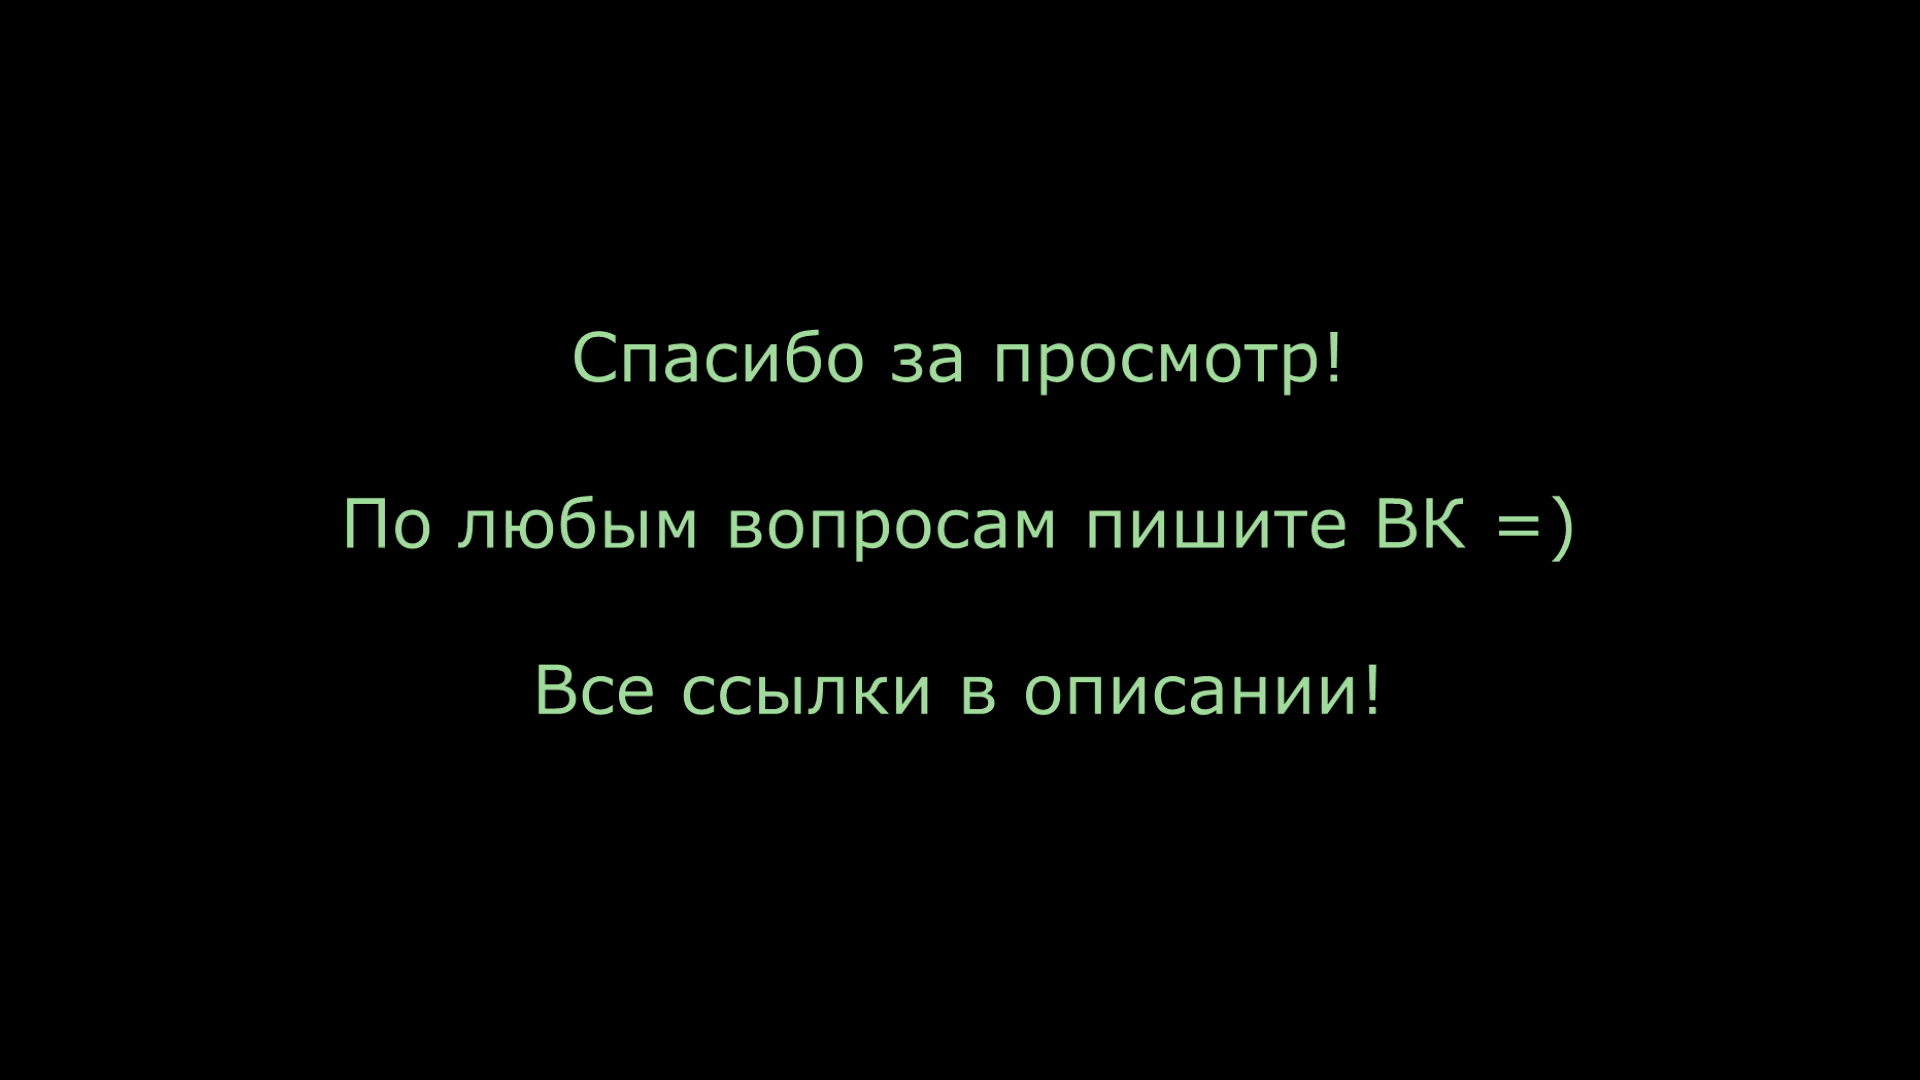 Спасибо за просмотр!
По любым вопросам пишите ВК =)
Все ссылки в описании!